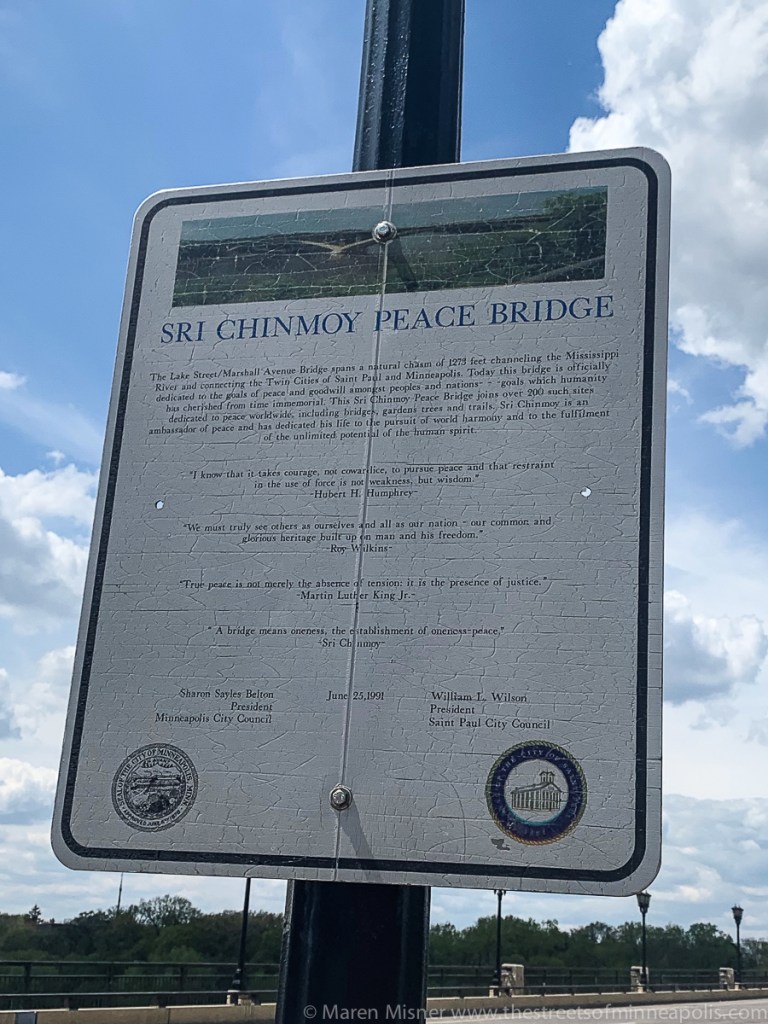 SRI CHINMOY PEACE BRIDGE
The Lake Street/Marshall Avenue Bridge spans a natural chasm of 1273 feet channeling the Mississippi
River and connecting the Twin Cities of Saint Paul and Minneapolis. Today this bridge is officially
dedicated to the goals of peace and goodwill amongst peoples and nations- - -goals which humanity
has cherished from time immemorial. This Sri Chinmoy Peace Bridge joins over 200 such sites
dedicated to peace worldwide, including bridges, gardens trees and trails. Sri Chinmoy is an
ambassador of peace and has dedicated his life to the pursuit of world harmony and to the fulfilment
of the unlimited potential of the human spirit.
"I know that it takes courage, not cowardice, to pursue peace and that restraint
in the use of force is not weakness, but wisdom."
-Hubert H. Humphrey-
"We must truly see others as ourselves and all as our nation - our common and
glorious heritage built up on man and his freedom."
-Roy Wilkins-
"True peace is not merely the absence of tension: it is the presence of justice."
-Martin Luther King Jr.-
" A bridge means oneness, the establishment of oneness-peace,"
-Sri Chinmoy-
Sharon Sayles Belton June 25,1991 William L. Wilson
President President
Minneapolis City Council Saint Paul City Council
SEAL OF THE CITY OF MINNEAPOLIS MINN.
THE CITY OF
© Maren Misner www.thestreetsofminneapolis.com